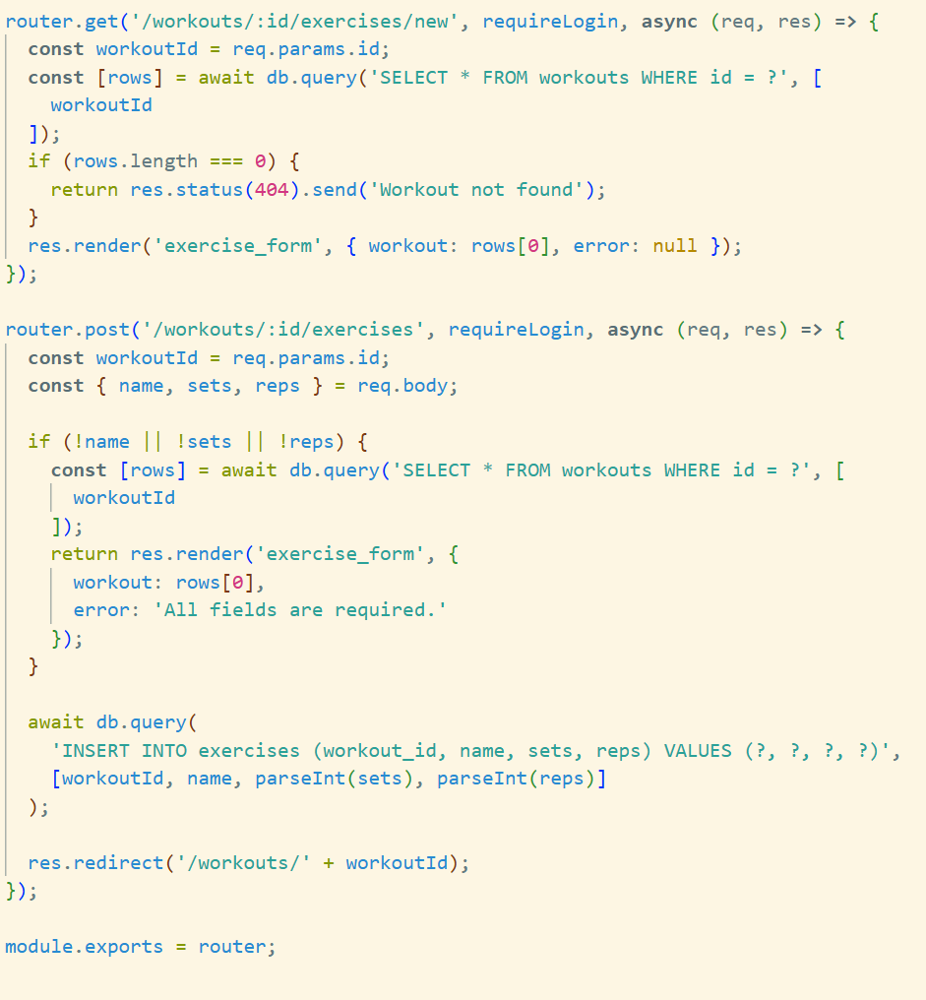 router.get('/workouts/:id/exercises/new', requireLogin, async (req, res) => {
  const workoutId = req.params.id;
  const [rows] = await db.query('SELECT * FROM workouts WHERE id = ?', [
    workoutId
  ]);
  if (rows.length === 0) {
    return res.status(404).send('Workout not found');
  }
  res.render('exercise_form', { workout: rows[0], error: null });
});

router.post('/workouts/:id/exercises', requireLogin, async (req, res) => {
  const workoutId = req.params.id;
  const { name, sets, reps } = req.body;

  if (!name || !sets || !reps) {
    const [rows] = await db.query('SELECT * FROM workouts WHERE id = ?', [
      workoutId
    ]);
    return res.render('exercise_form', {
      workout: rows[0],
      error: 'All fields are required.'
    });
  }

  await db.query(
    'INSERT INTO exercises (workout_id, name, sets, reps) VALUES (?, ?, ?, ?)',
    [workoutId, name, parseInt(sets), parseInt(reps)]
  );

  res.redirect('/workouts/' + workoutId);
});

module.exports = router;